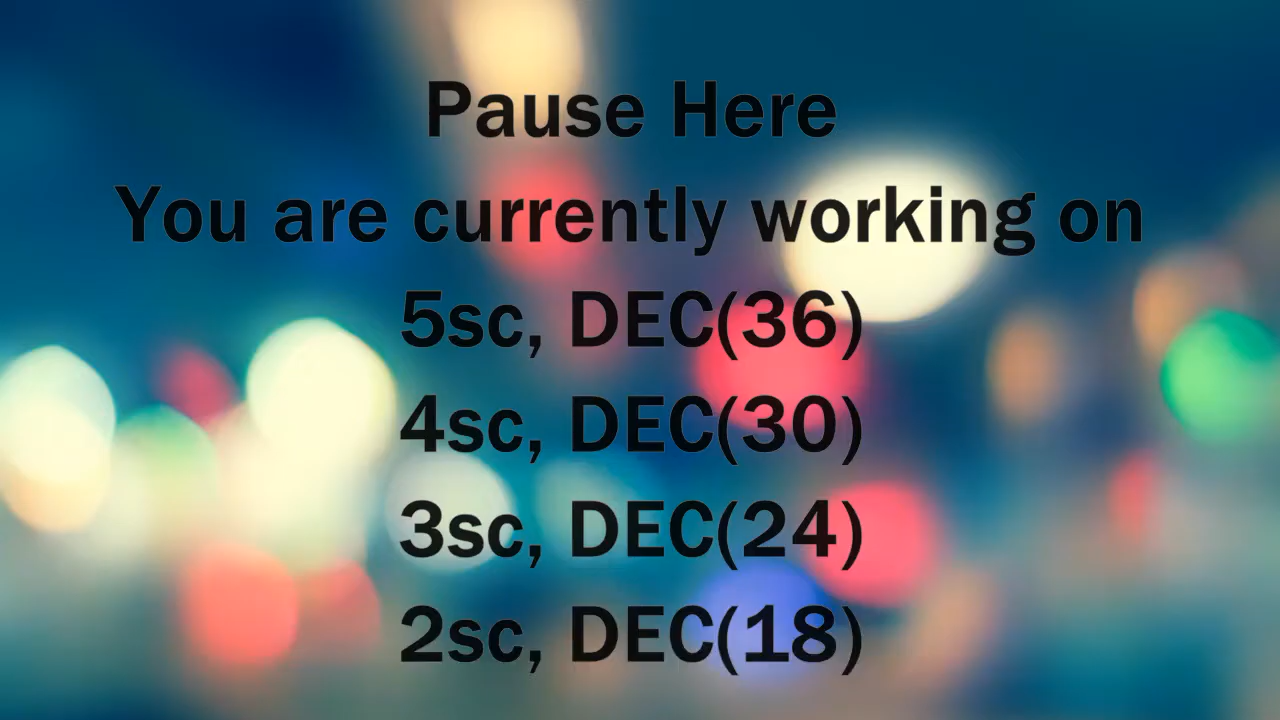 Pause Here
You are currently working on
5sc, DEC(36)
4sc, DEC(30)
3sc, DEC(24)
2sc, DEC(18)